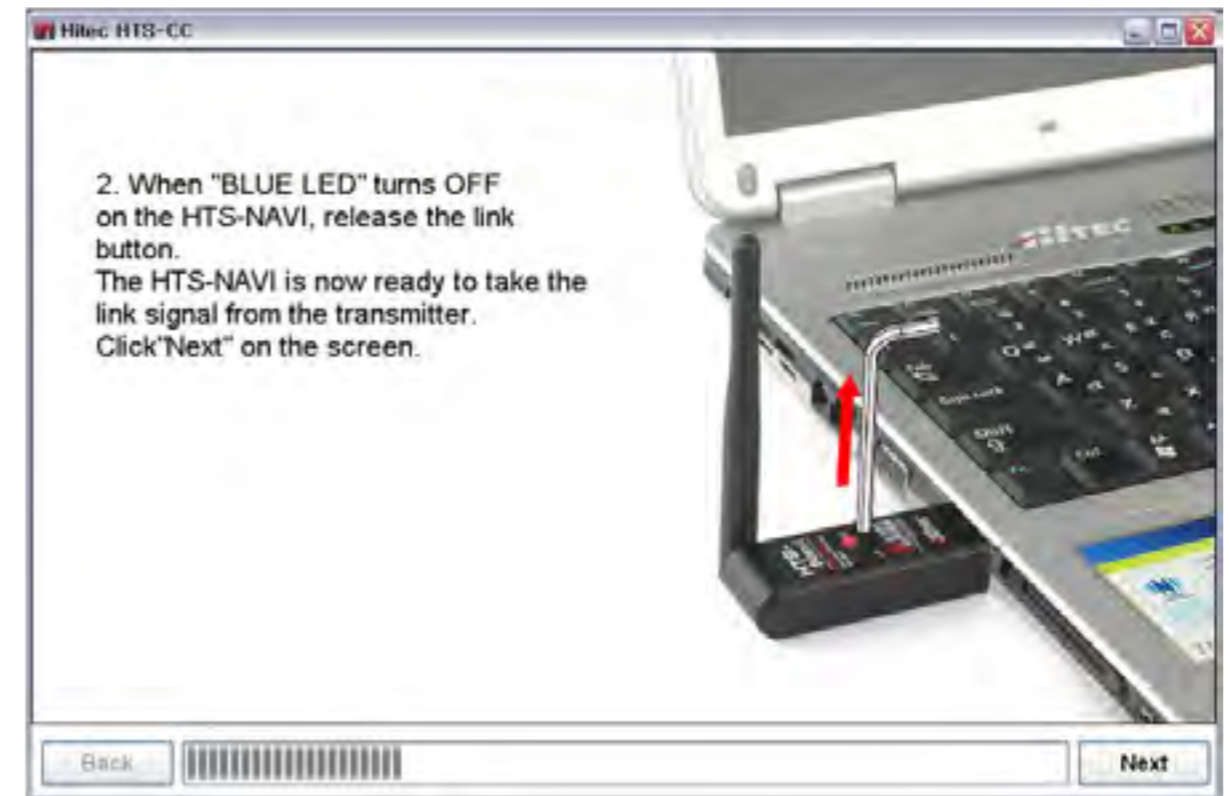 Hitec HTS-CC
2. When "BLUE LED" turns OFF
on the HTS-NAVI, release the link
button.
The HTS-NAVI is now ready to take the
link signal from the transmitter.
Click"Next" on the screen.
HITEC
Shift
Back
Next